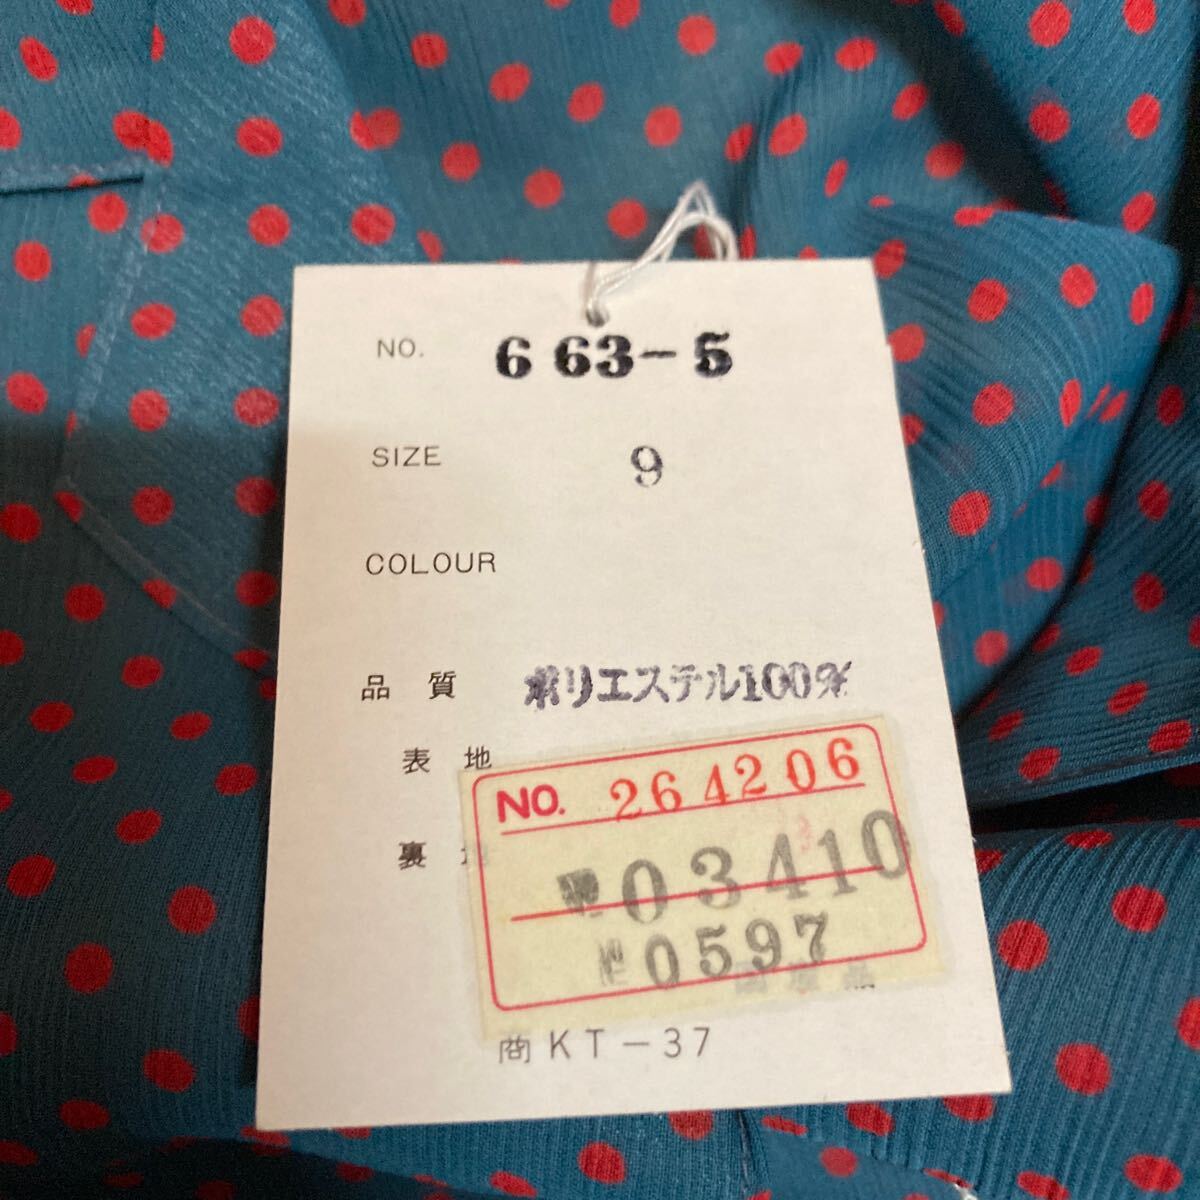 NO. 663-5
SIZE 9
COLOUR
品質 ポリエステル100%
表地
裏
NO. 264206
03410
0597
商KT-37